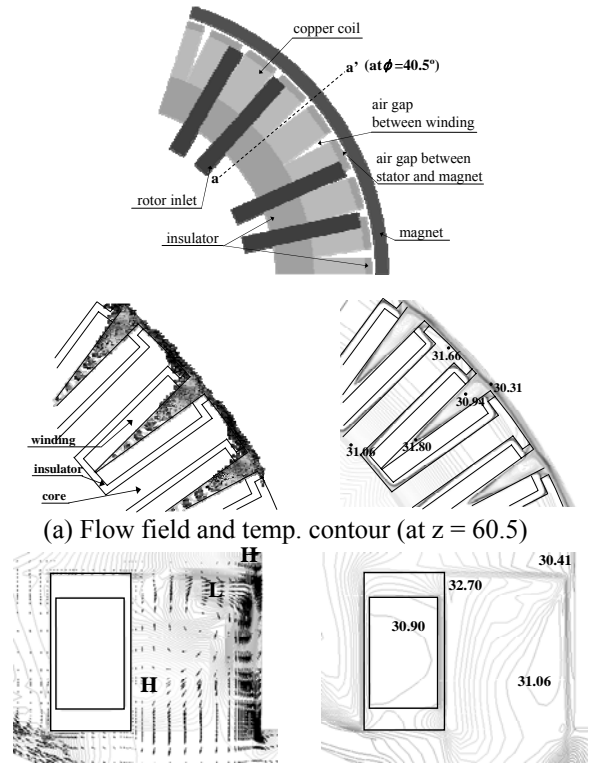 copper coil
a' (at ϕ =40.5º)
air gap
between winding
air gap between
stator and magnet
a
rotor inlet
insulator
magnet
winding
insulator
core
31.66
30.31
30.94
31.06
31.80
(a) Flow field and temp. contour (at z = 60.5)
H
L
H
30.41
32.70
30.90
31.06